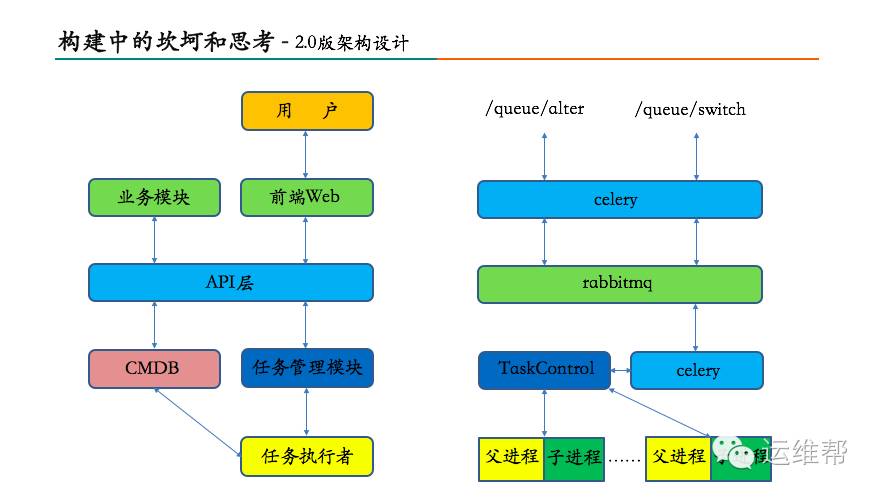 构建中的坎坷和思考 - 2.0版架构设计
用 户
业务模块
前端Web
API层
CMDB
任务管理模块
任务执行者
/queue/alter
/queue/switch
celery
rabbitmq
TaskControl
celery
父进程
子进程
......
父进程
子进程
运维帮